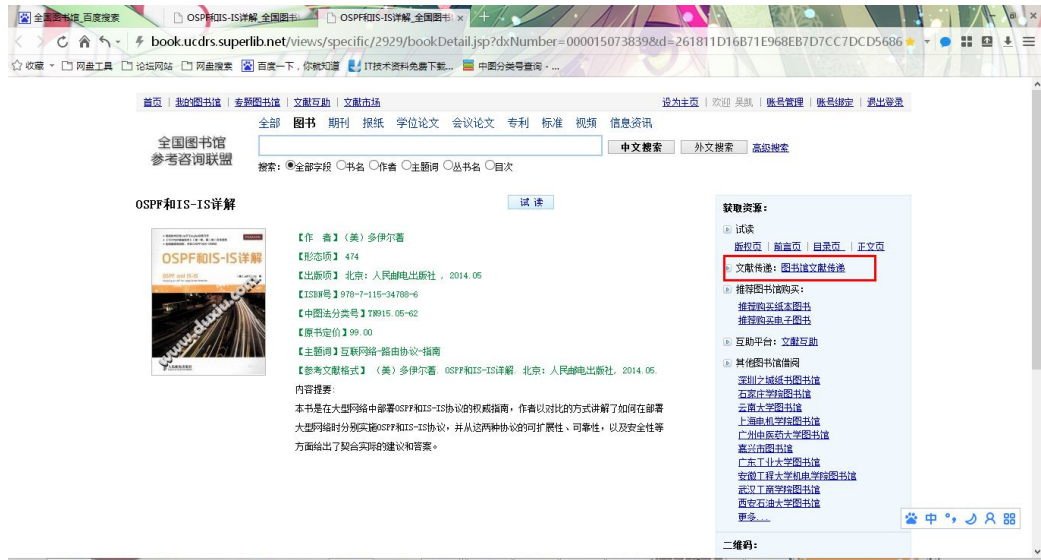 全国图书馆_百度搜索
OSPF和IS-IS详解_全国图书
OSPF和IS-IS详解_全国图书
book.ucdrs.superlib.net/views/specific/2929/bookDetail.jsp?dxNumber=000015073839&d=261811D16B71E968EB7D7CC7DCD5686
收藏 网盘工具 论坛网站 网盘搜索 百度一下，你就知道 IT技术资料免费下载... 中图分类号查询 - ...
首页 | 我的图书馆 | 专题图书馆 | 文献互助 | 文献市场
设为主页 | 欢迎 吴凯 | 账号管理 | 账号绑定 | 退出登录
全部 图书 期刊 报纸 学位论文 会议论文 专利 标准 视频 信息资讯
全国图书馆
参考咨询联盟
中文搜索 外文搜索 高级搜索
搜索: 全部字段 书名 作者 主题词 丛书名 目次
OSPF和IS-IS详解
试 读
OSPF和IS-IS详解
OSPF and IS-IS
www.duxiu.com
【作 者】（美）多伊尔著
【形态项】 474
【出版项】 北京：人民邮电出版社 , 2014.05
【ISBN号】978-7-115-34788-6
【中图法分类号】TN915.05-62
【原书定价】99.00
【主题词】互联网络-路由协议-指南
【参考文献格式】 （美）多伊尔著. OSPF和IS-IS详解. 北京：人民邮电出版社, 2014.05.
内容提要:
本书是在大型网络中部署OSPF和IS-IS协议的权威指南，作者以对比的方式讲解了如何在部署
大型网络时分别实施OSPF和IS-IS协议，并从这两种协议的可扩展性、可靠性，以及安全性等
方面给出了契合实际的建议和答案。
获取资源:
试读
版权页 | 前言页 | 目录页 | 正文页
文献传递: 图书馆文献传递
推荐图书馆购买:
推荐购买纸本图书
推荐购买电子图书
互助平台: 文献互助
其他图书馆借阅
深圳之城纸书图书馆
石家庄学院图书馆
云南大学图书馆
上海电机学院图书馆
广州中医药大学图书馆
嘉兴市图书馆
广东工业大学图书馆
安徽工程大学机电学院图书馆
武汉工商学院图书馆
西安石油大学图书馆
更多....
中
二维码: